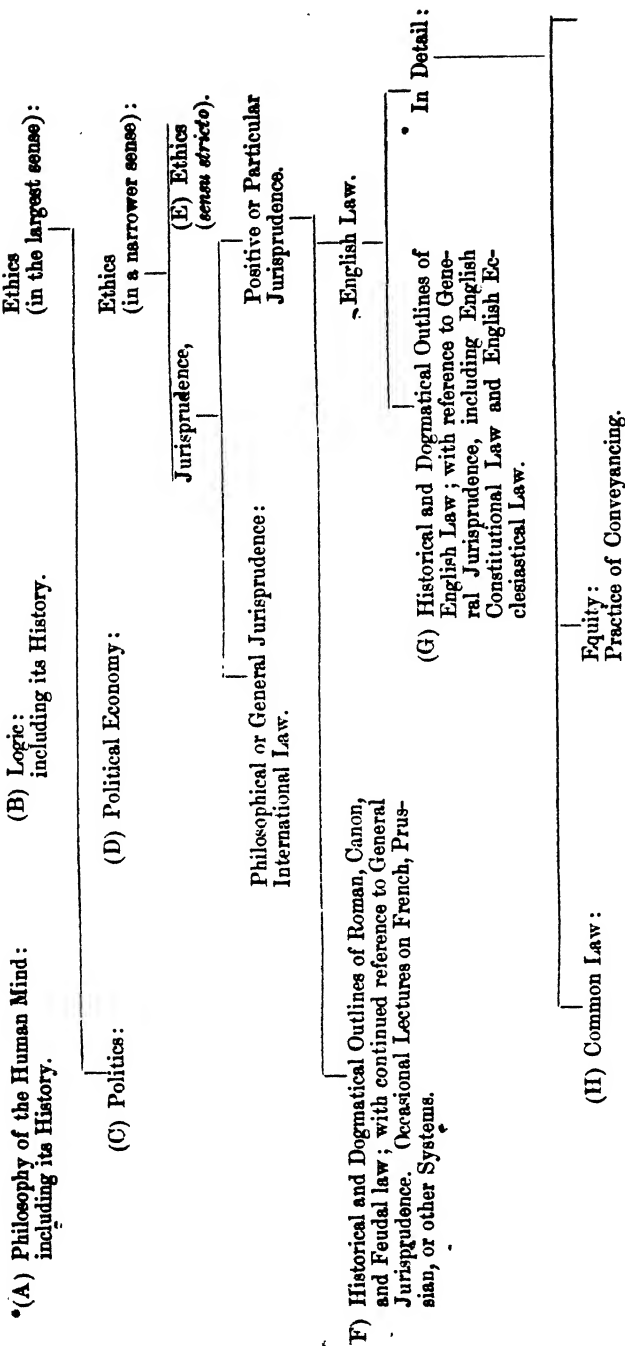 •(A) Philosophy of the Human Mind:
including its History.
(B) Logic:
including its History.
Ethics
(in the largest sense):
(C) Politics:
(D) Political Economy:
Ethics
(in a narrower sense):
Jurisprudence,
(E) Ethics
(sensu stricto).
Philosophical or General Jurisprudence:
International Law.
Positive or Particular
Jurisprudence.
(F) Historical and Dogmatical Outlines of Roman, Canon,
and Feudal law; with continued reference to General
Jurisprudence. Occasional Lectures on French, Prus-
sian, or other Systems.
English Law.
(G) Historical and Dogmatical Outlines of
English Law; with reference to Gene-
ral Jurisprudence, including English
Constitutional Law and English Ec-
clesiastical Law.
In Detail:
(H) Common Law:
Equity:
Practice of Conveyancing.